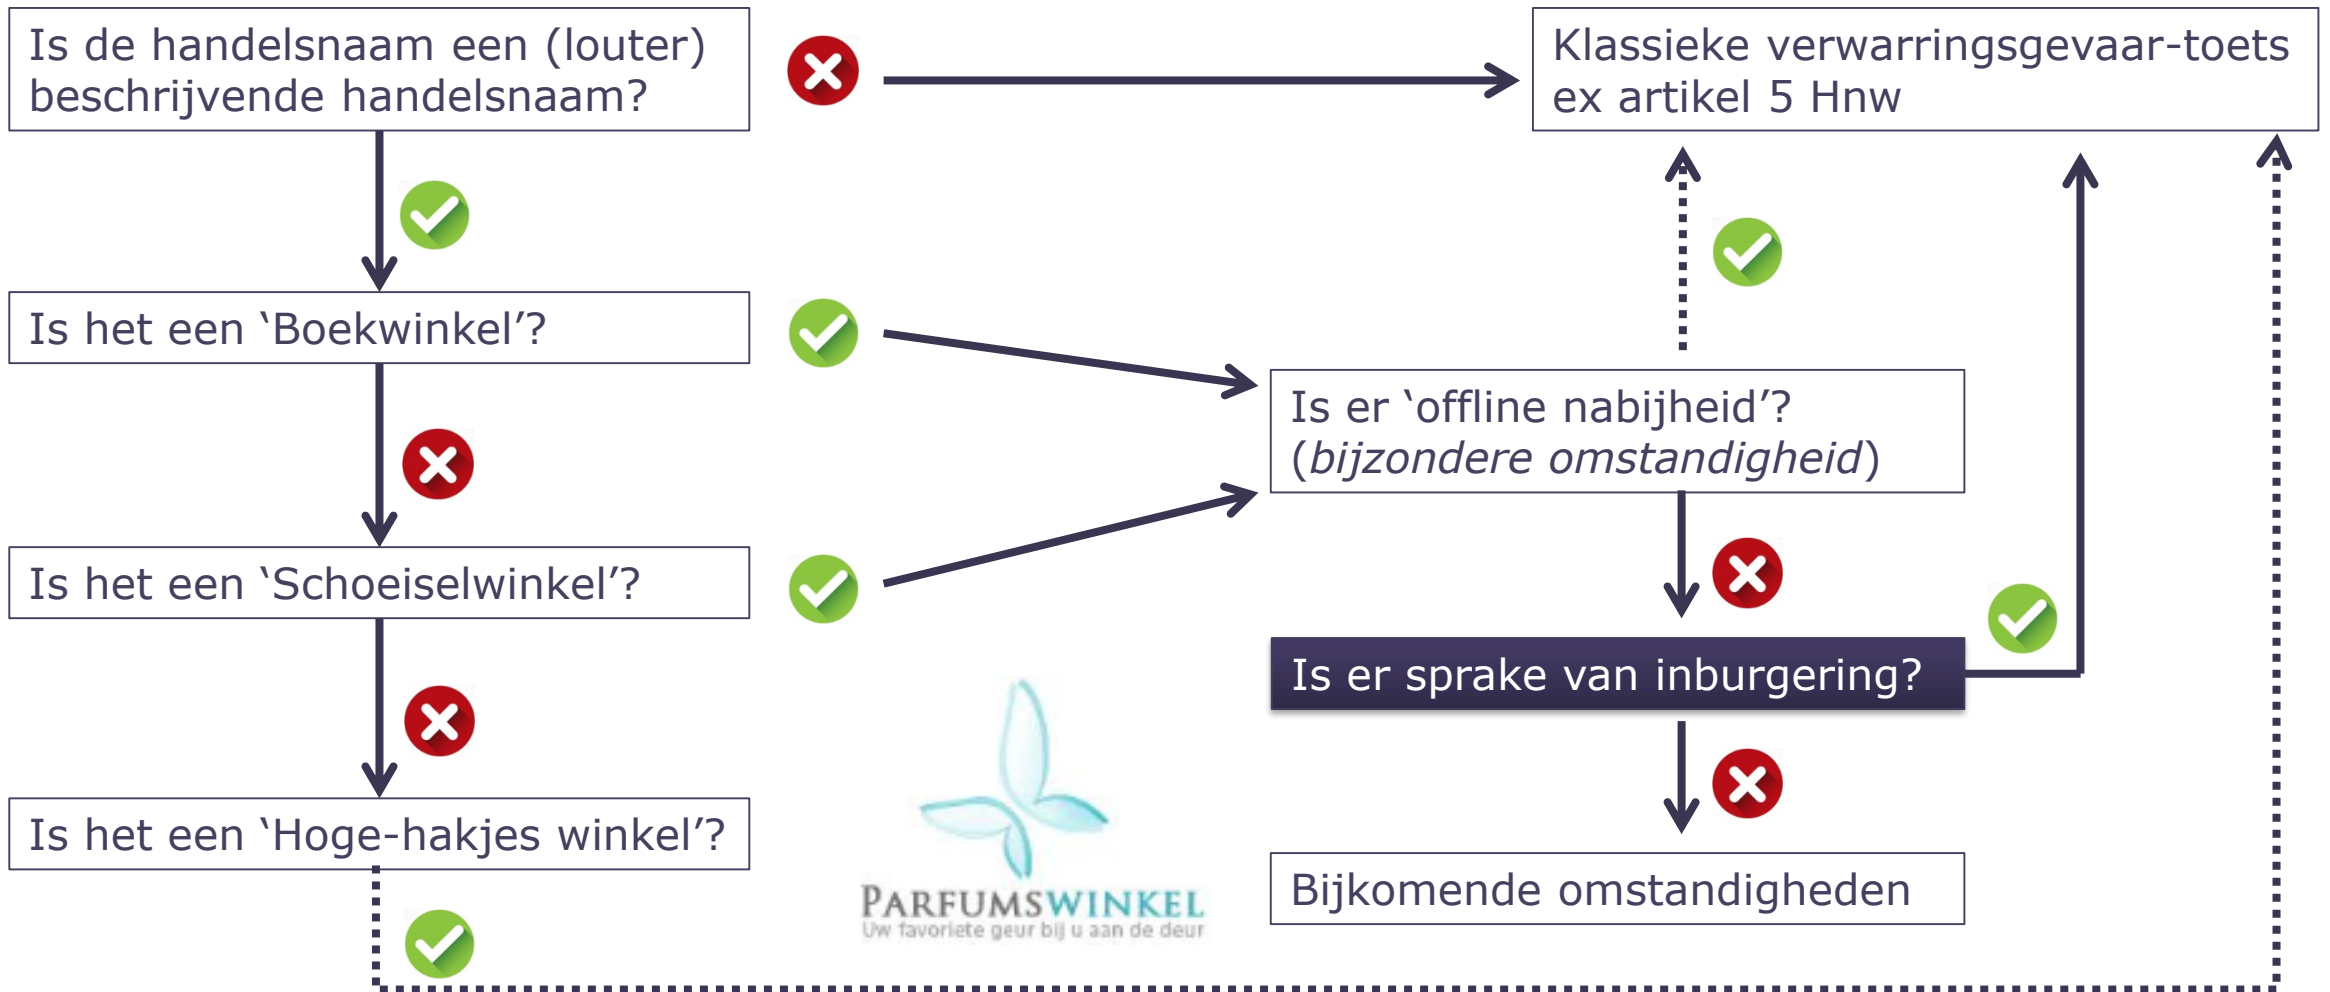 Is de handelsnaam een (louter)
beschrijvende handelsnaam?
Klassieke verwarringsgevaar-toets
ex artikel 5 Hnw
Is het een ‘Boekwinkel’?
Is er ‘offline nabijheid’?
(bijzondere omstandigheid)
Is het een ‘Schoeiselwinkel’?
Is er sprake van inburgering?
Is het een ‘Hoge-hakjes winkel’?
Bijkomende omstandigheden
PARFUMSWINKEL
Uw favoriete geur bij u aan de deur